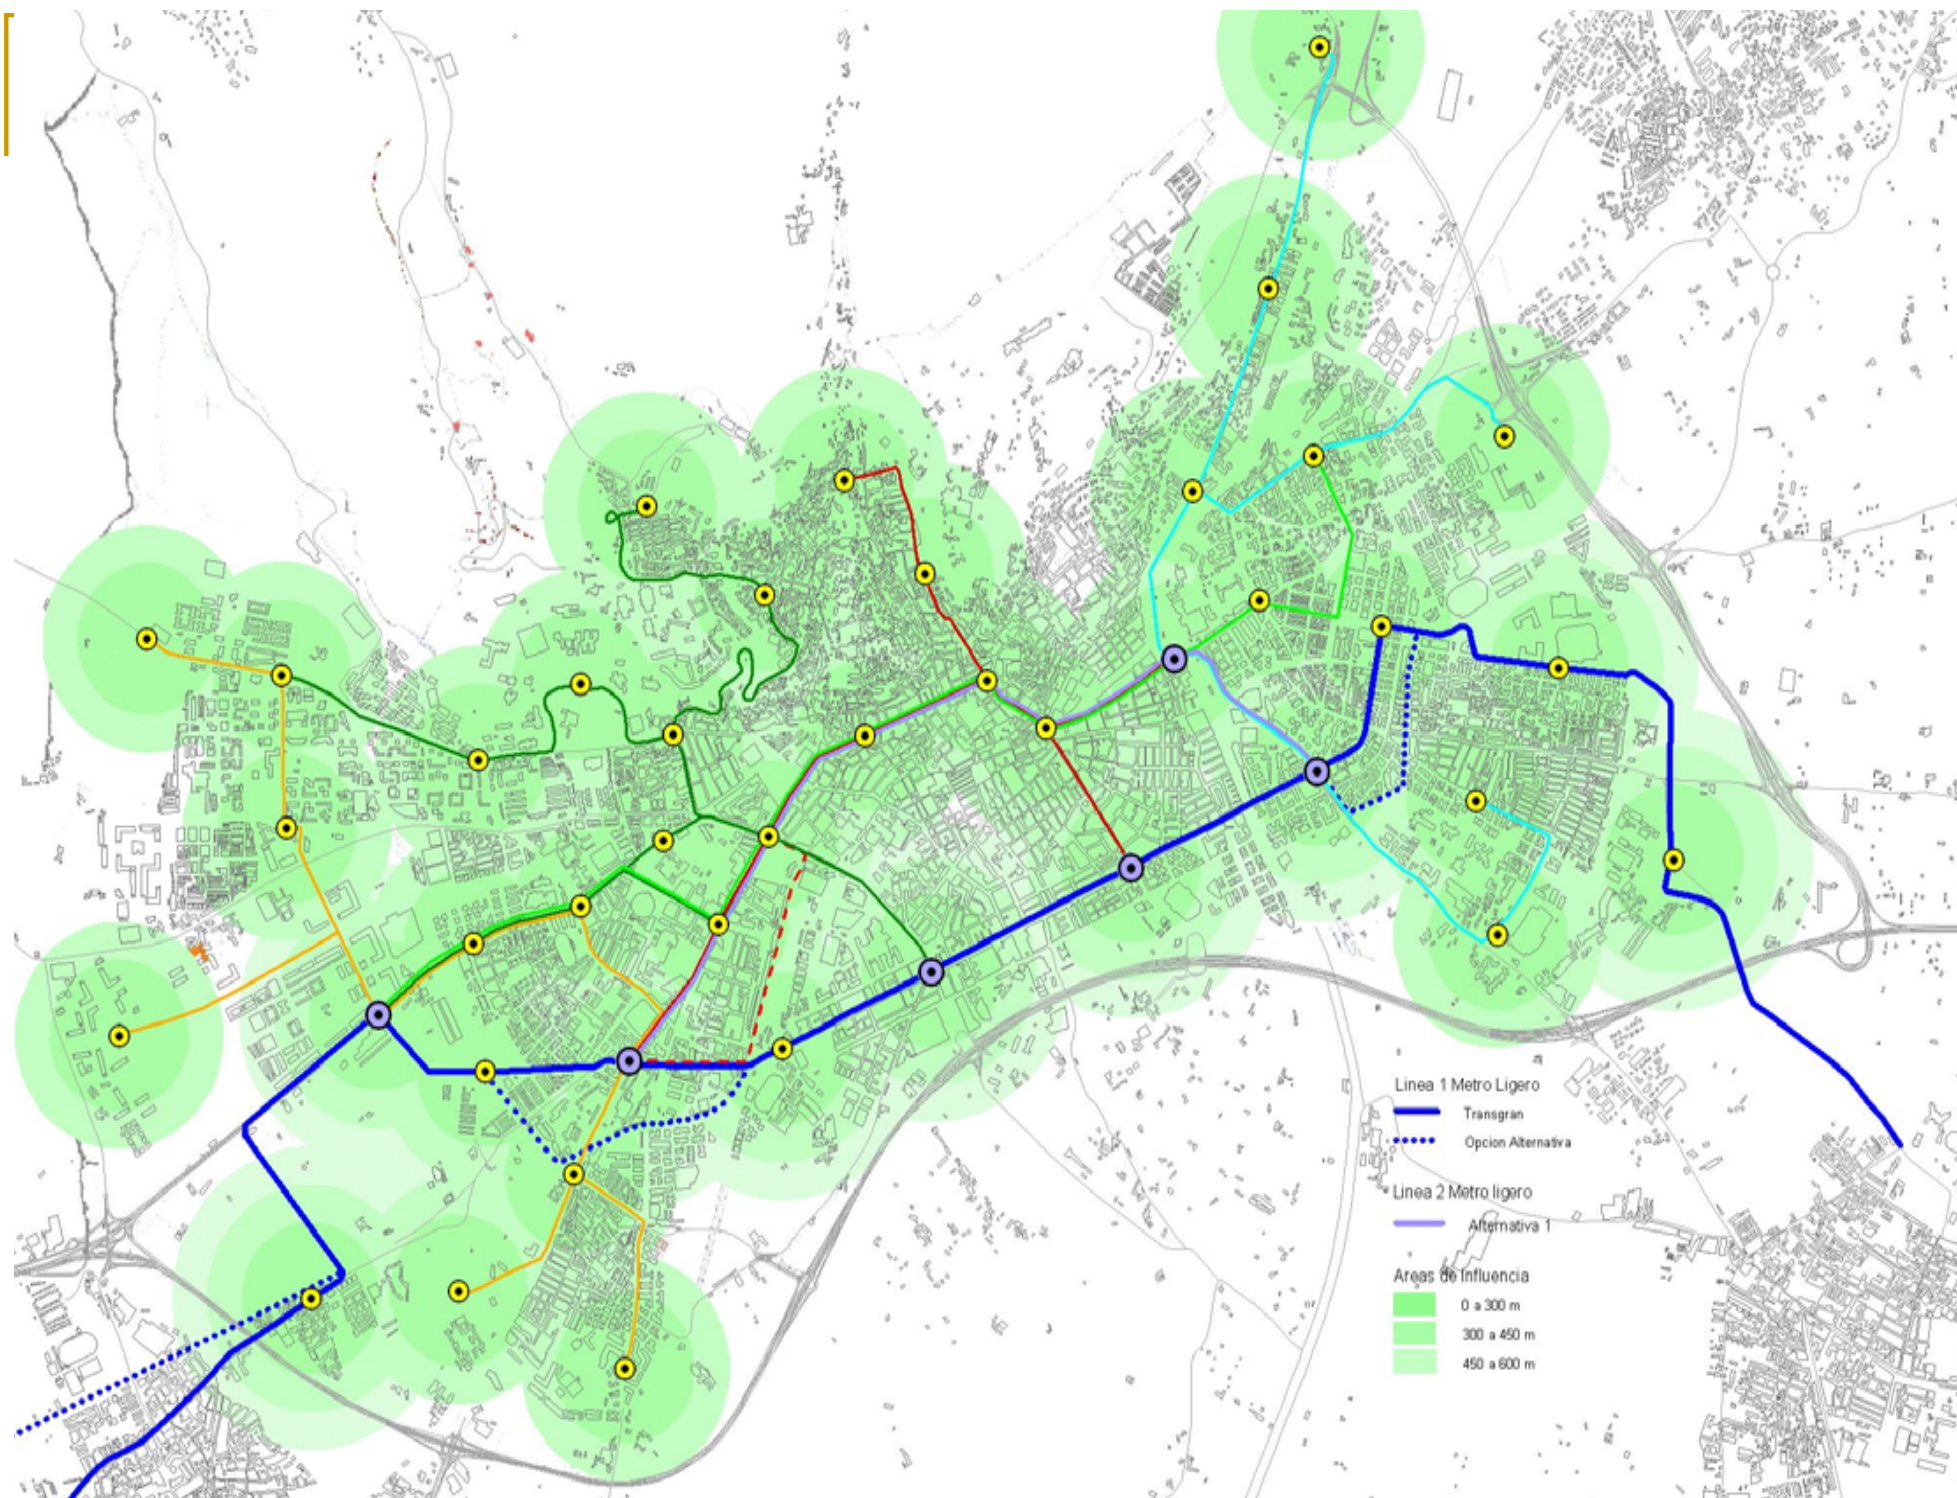 Linea 1 Metro Ligero
Transgran
Opcion Alternativa
Linea 2 Metro ligero
Alternativa 1
Areas de Influencia
0 a 300 m
300 a 450 m
450 a 600 m